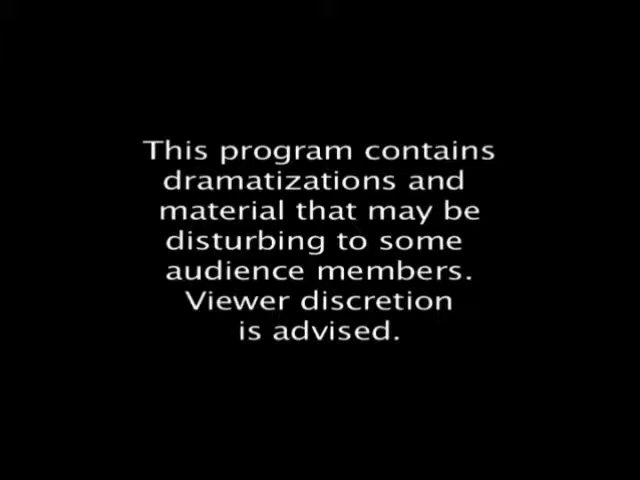 This program contains
dramatizations and
material that may be
disturbing to some
audience members.
Viewer discretion
is advised.